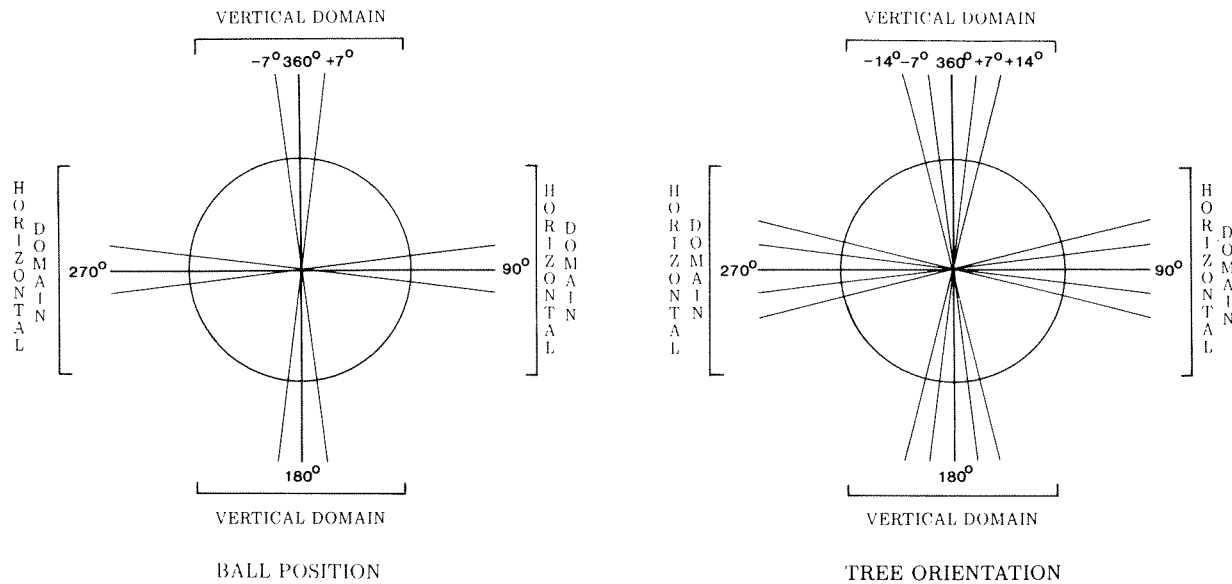 VERTICAL DOMAIN
-7° 360° +7°
HORIZONTAL
DOMAIN
270°
90°
HORIZONTAL
DOMAIN
180°
VERTICAL DOMAIN
BALL POSITION
VERTICAL DOMAIN
-14° -7° 360° +7° +14°
HORIZONTAL
DOMAIN
270°
90°
HORIZONTAL
DOMAIN
180°
VERTICAL DOMAIN
TREE ORIENTATION